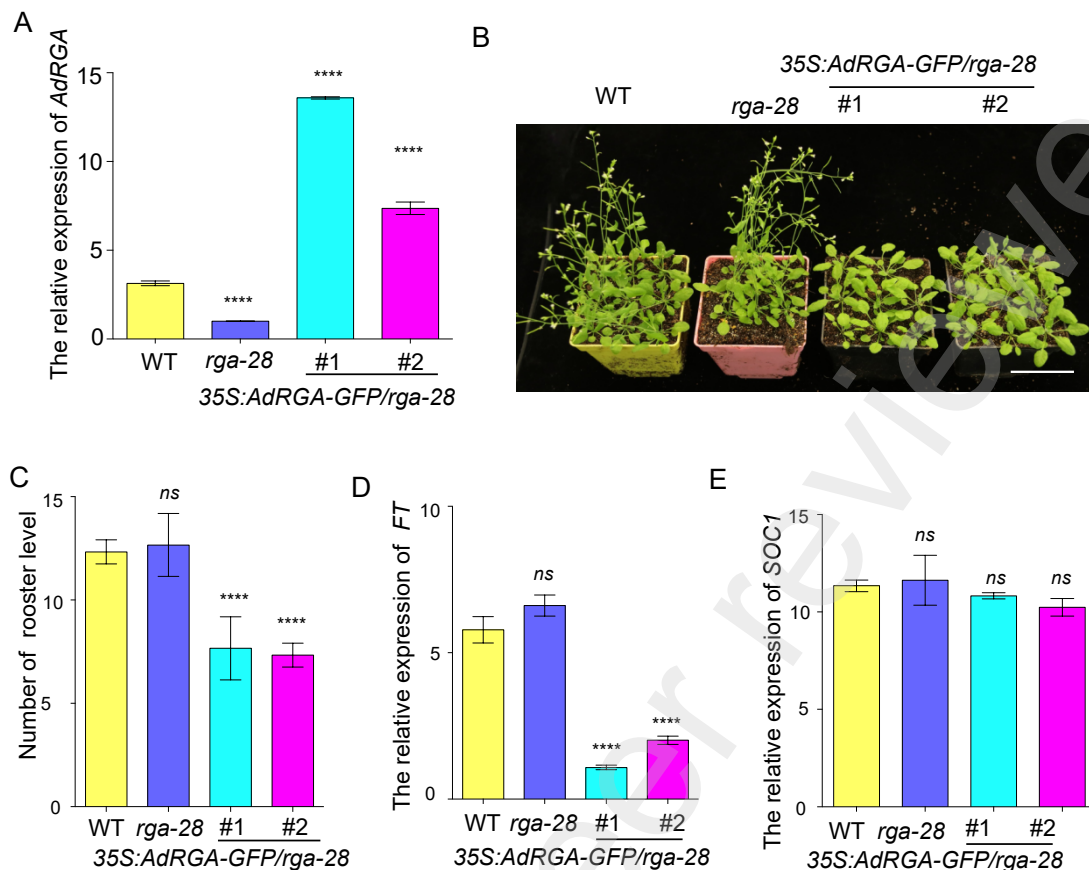 A
The relative expression of AdRGA
15
10
5
0
****
****
****
WT
rga-28
#1
#2
35S:AdRGA-GFP/rga-28
B
35S:AdRGA-GFP/rga-28
WT
rga-28
#1
#2
C
Number of rooster level
15
10
5
0
ns
****
****
WT
rga-28
#1
#2
35S:AdRGA-GFP/rga-28
D
The relative expression of FT
10
5
0
ns
****
****
WT
rga-28
#1
#2
35S:AdRGA-GFP/rga-28
E
The relative expression of SOC1
15
10
5
0
ns
ns
ns
WT
rga-28
#1
#2
35S:AdRGA-GFP/rga-28
er review